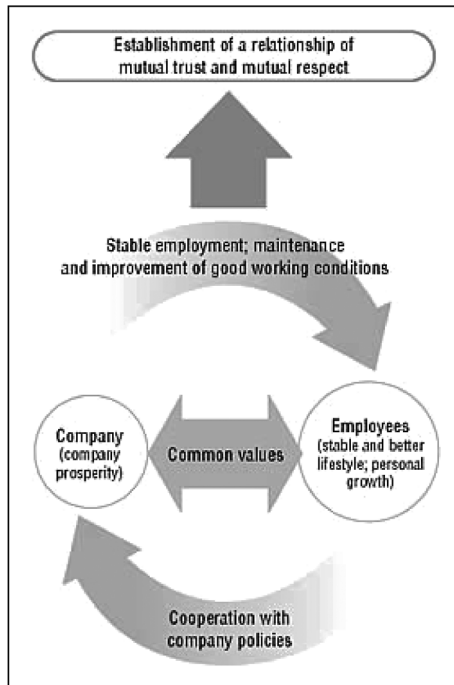 Establishment of a relationship of
mutual trust and mutual respect
Stable employment; maintenance
and improvement of good working conditions
Company
(company
prosperity)
Common values
Employees
(stable and better
lifestyle; personal
growth)
Cooperation with
company policies